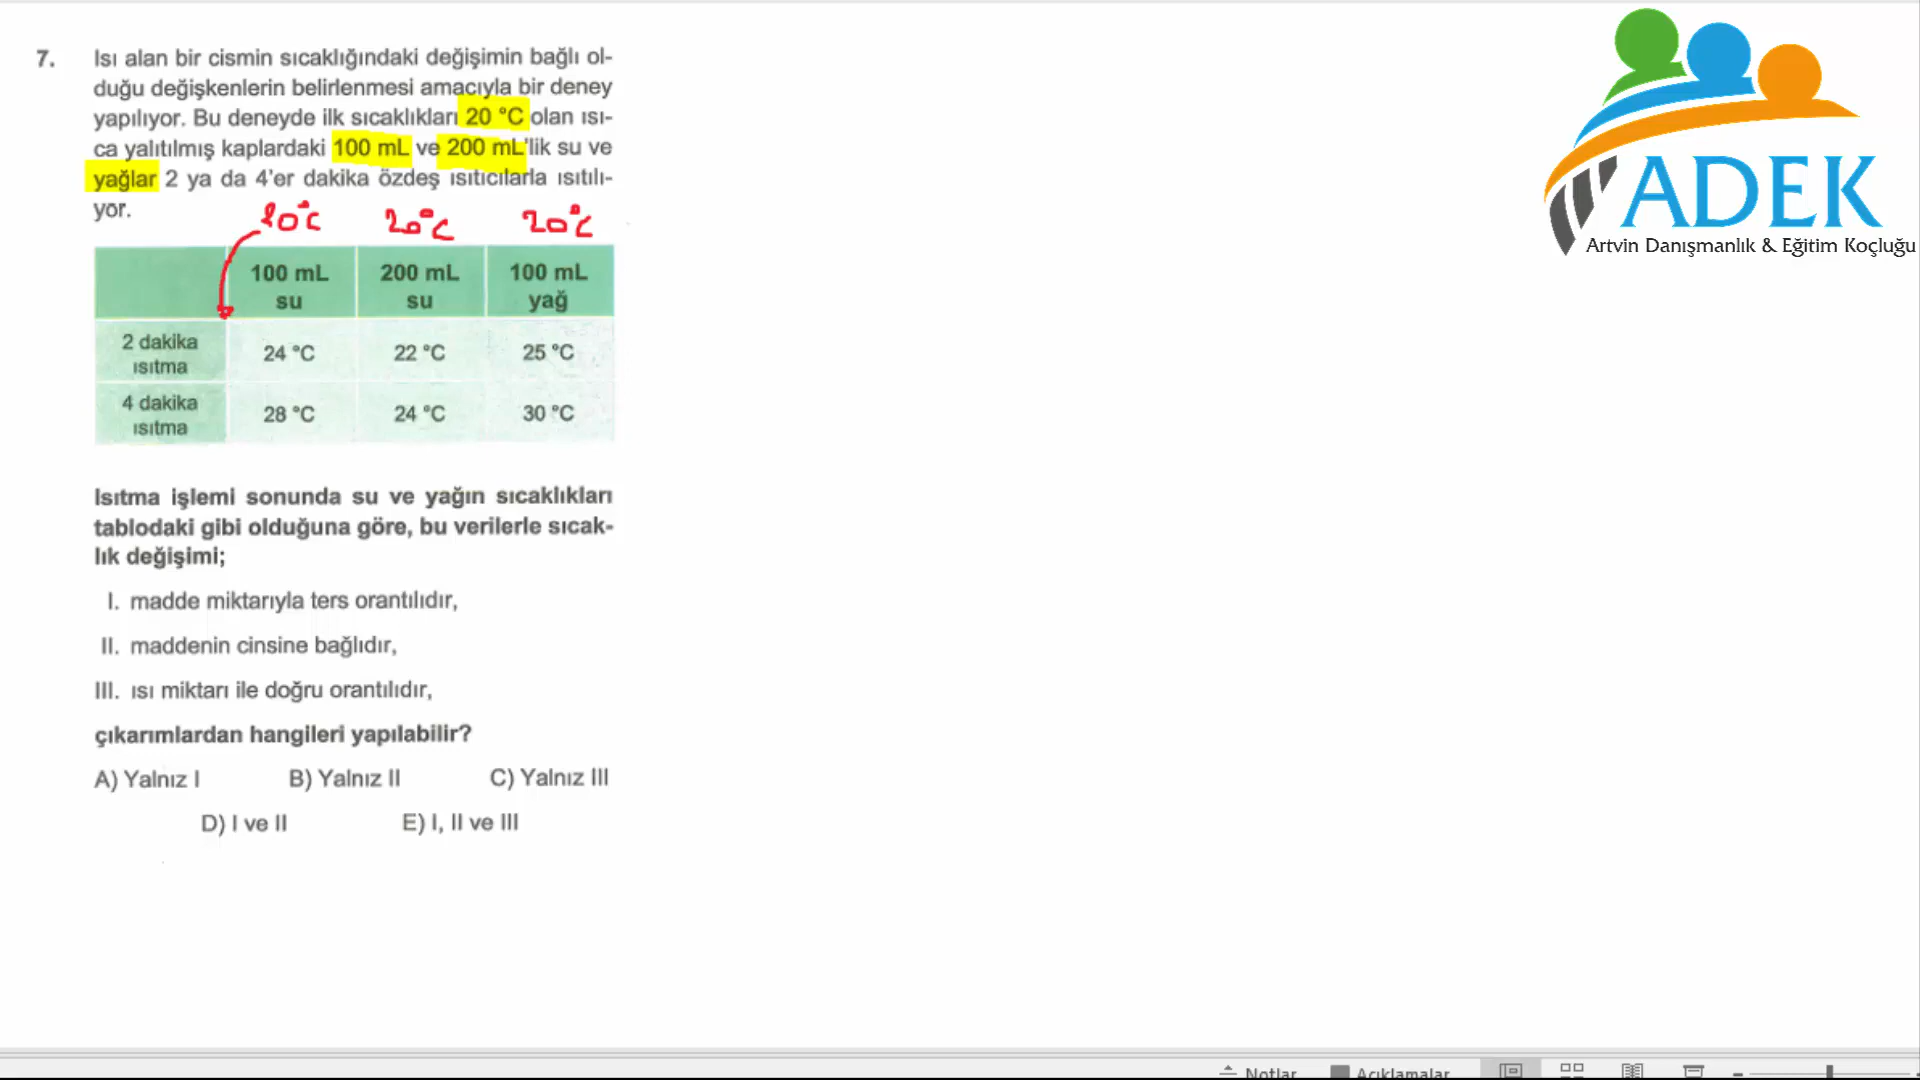 7. Isı alan bir cismin sıcaklığındaki değişimin bağlı ol-
duğu değişkenlerin belirlenmesi amacıyla bir deney
yapılıyor. Bu deneyde ilk sıcaklıkları 20 °C olan ısı-
ca yalıtılmış kaplardaki 100 mL ve 200 mL'lik su ve
yağlar 2 ya da 4'er dakika özdeş ısıtıcılarla ısıtılı-
yor.
20°C 20°C 20°C
100 mL su 200 mL su 100 mL yağ
2 dakika ısıtma 24 °C 22 °C 25 °C
4 dakika ısıtma 28 °C 24 °C 30 °C
Isıtma işlemi sonunda su ve yağın sıcaklıkları
tablodaki gibi olduğuna göre, bu verilerle sıcak-
lık değişimi;
I. madde miktarıyla ters orantılıdır,
II. maddenin cinsine bağlıdır,
III. ısı miktarı ile doğru orantılıdır,
çıkarımlardan hangileri yapılabilir?
A) Yalnız I B) Yalnız II C) Yalnız III
D) I ve II E) I, II ve III
ADEK
Artvin Danışmanlık & Eğitim Koçluğu
Notlar Açıklamalar